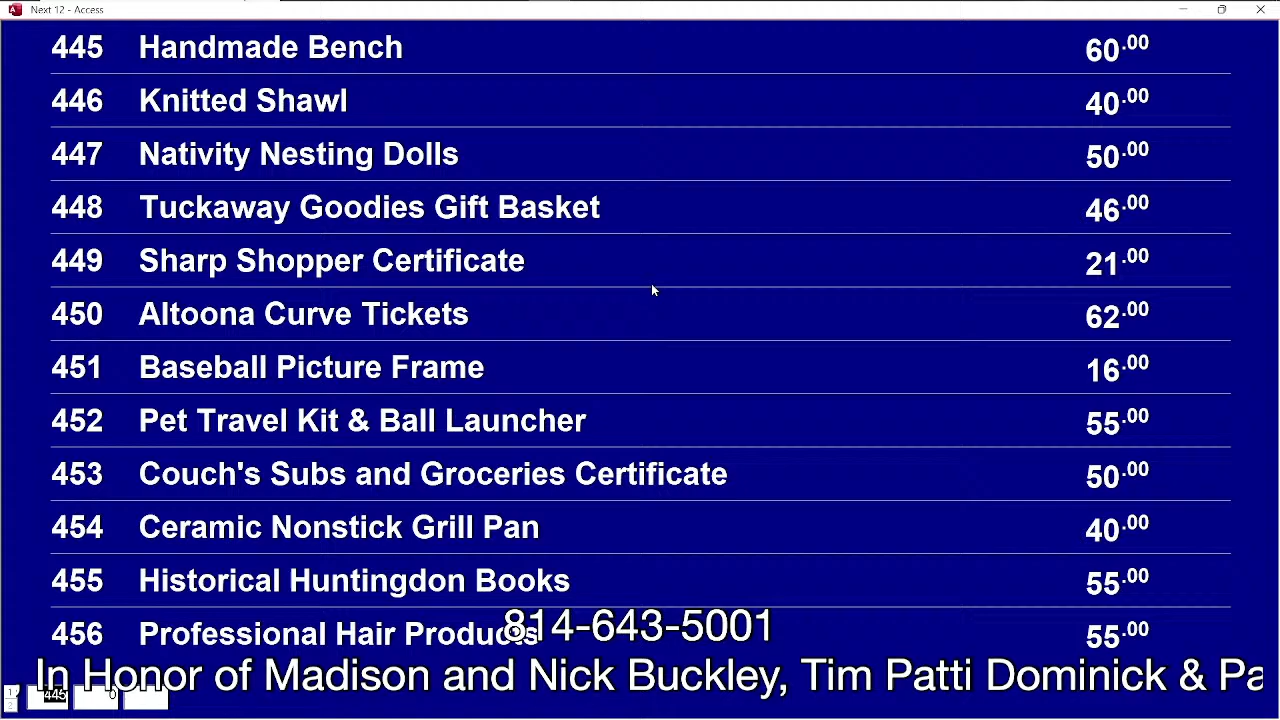 Next 12 - Access
445 Handmade Bench 60.00
446 Knitted Shawl 40.00
447 Nativity Nesting Dolls 50.00
448 Tuckaway Goodies Gift Basket 46.00
449 Sharp Shopper Certificate 21.00
450 Altoona Curve Tickets 62.00
451 Baseball Picture Frame 16.00
452 Pet Travel Kit & Ball Launcher 55.00
453 Couch's Subs and Groceries Certificate 50.00
454 Ceramic Nonstick Grill Pan 40.00
455 Historical Huntingdon Books 55.00
456 Professional Hair Products 55.00
814-643-5001
In Honor of Madison and Nick Buckley, Tim Patti Dominick & Pa
445 0